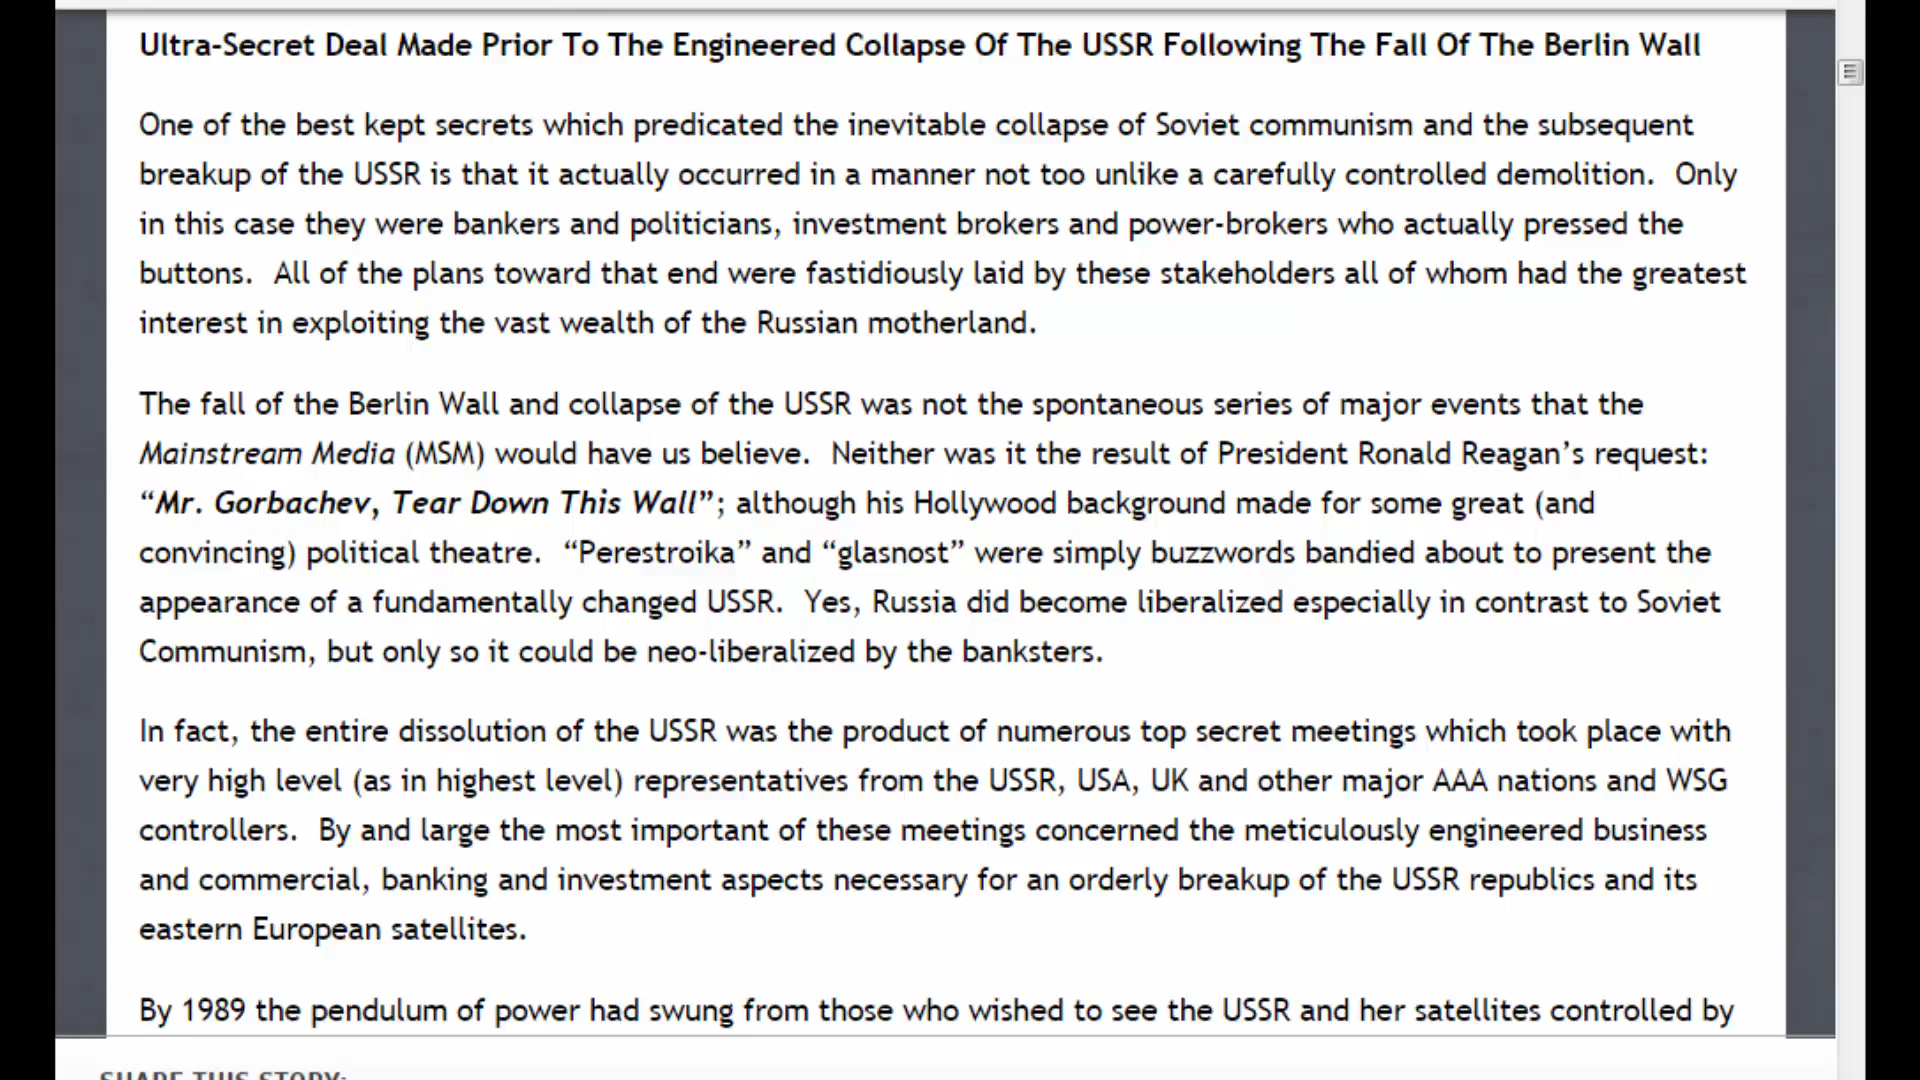 Ultra-Secret Deal Made Prior To The Engineered Collapse Of The USSR Following The Fall Of The Berlin Wall
One of the best kept secrets which predicated the inevitable collapse of Soviet communism and the subsequent
breakup of the USSR is that it actually occurred in a manner not too unlike a carefully controlled demolition.  Only
in this case they were bankers and politicians, investment brokers and power-brokers who actually pressed the
buttons.  All of the plans toward that end were fastidiously laid by these stakeholders all of whom had the greatest
interest in exploiting the vast wealth of the Russian motherland.
The fall of the Berlin Wall and collapse of the USSR was not the spontaneous series of major events that the
Mainstream Media (MSM) would have us believe.  Neither was it the result of President Ronald Reagan’s request:
“Mr. Gorbachev, Tear Down This Wall”; although his Hollywood background made for some great (and
convincing) political theatre.  “Perestroika” and “glasnost” were simply buzzwords bandied about to present the
appearance of a fundamentally changed USSR.  Yes, Russia did become liberalized especially in contrast to Soviet
Communism, but only so it could be neo-liberalized by the banksters.
In fact, the entire dissolution of the USSR was the product of numerous top secret meetings which took place with
very high level (as in highest level) representatives from the USSR, USA, UK and other major AAA nations and WSG
controllers.  By and large the most important of these meetings concerned the meticulously engineered business
and commercial, banking and investment aspects necessary for an orderly breakup of the USSR republics and its
eastern European satellites.
By 1989 the pendulum of power had swung from those who wished to see the USSR and her satellites controlled by
SHARE THIS STORY: